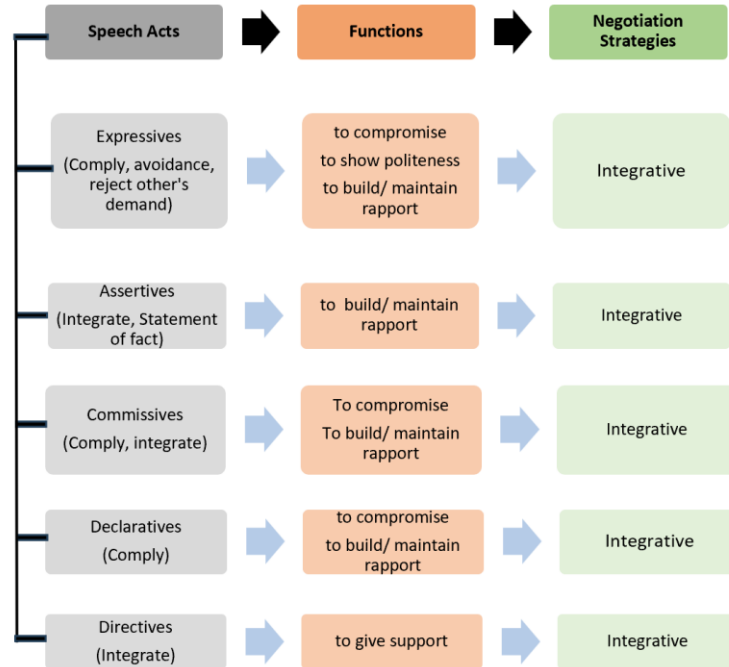 Speech Acts
Functions
Negotiation
Strategies
Expressives
(Comply, avoidance,
reject other's
demand)
to compromise
to show politeness
to build/ maintain
rapport
Integrative
Assertives
(Integrate, Statement
of fact)
to build/ maintain
rapport
Integrative
Commissives
(Comply, integrate)
To compromise
To build/ maintain
rapport
Integrative
Declaratives
(Comply)
to compromise
to build/ maintain
rapport
Integrative
Directives
(Integrate)
to give support
Integrative